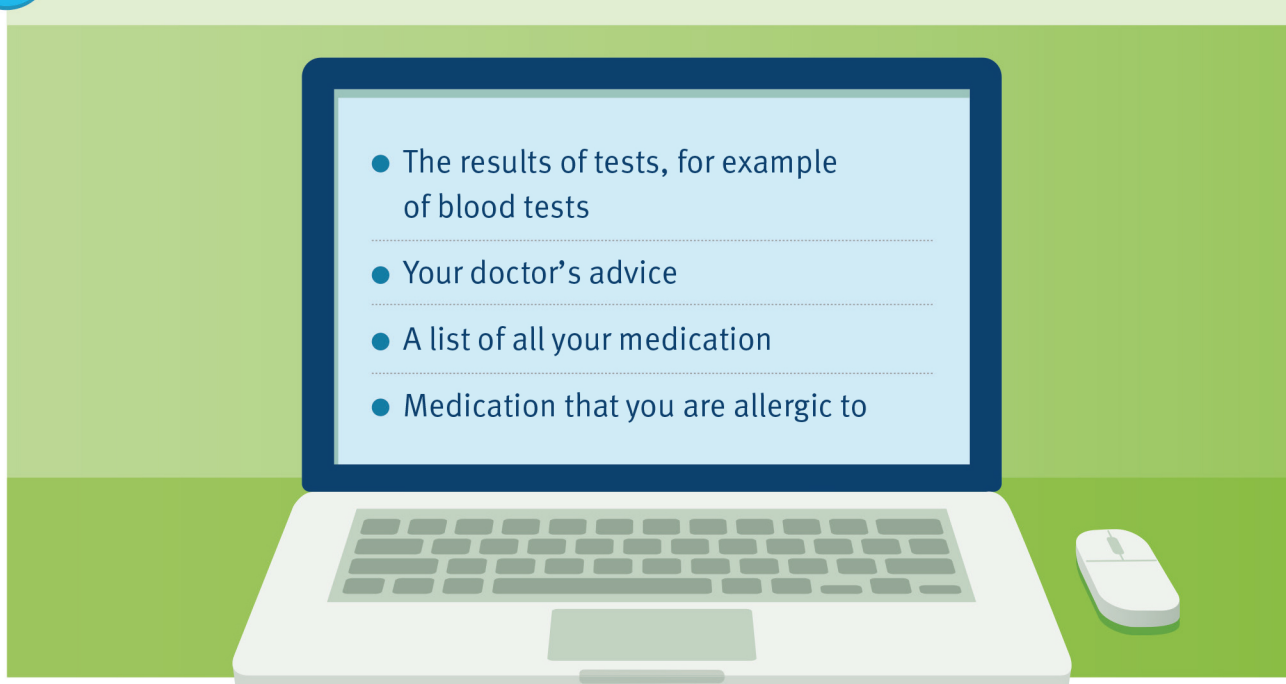 ● The results of tests, for example
of blood tests
● Your doctor’s advice
● A list of all your medication
● Medication that you are allergic to